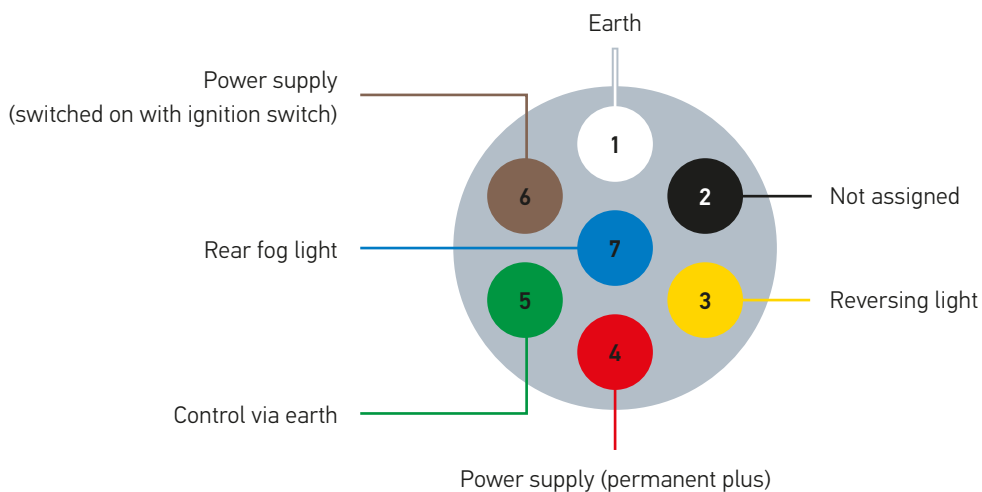 Earth
Power supply
(switched on with ignition switch)
1
6
2
Not assigned
Rear fog light
7
5
3
Reversing light
4
Control via earth
Power supply (permanent plus)